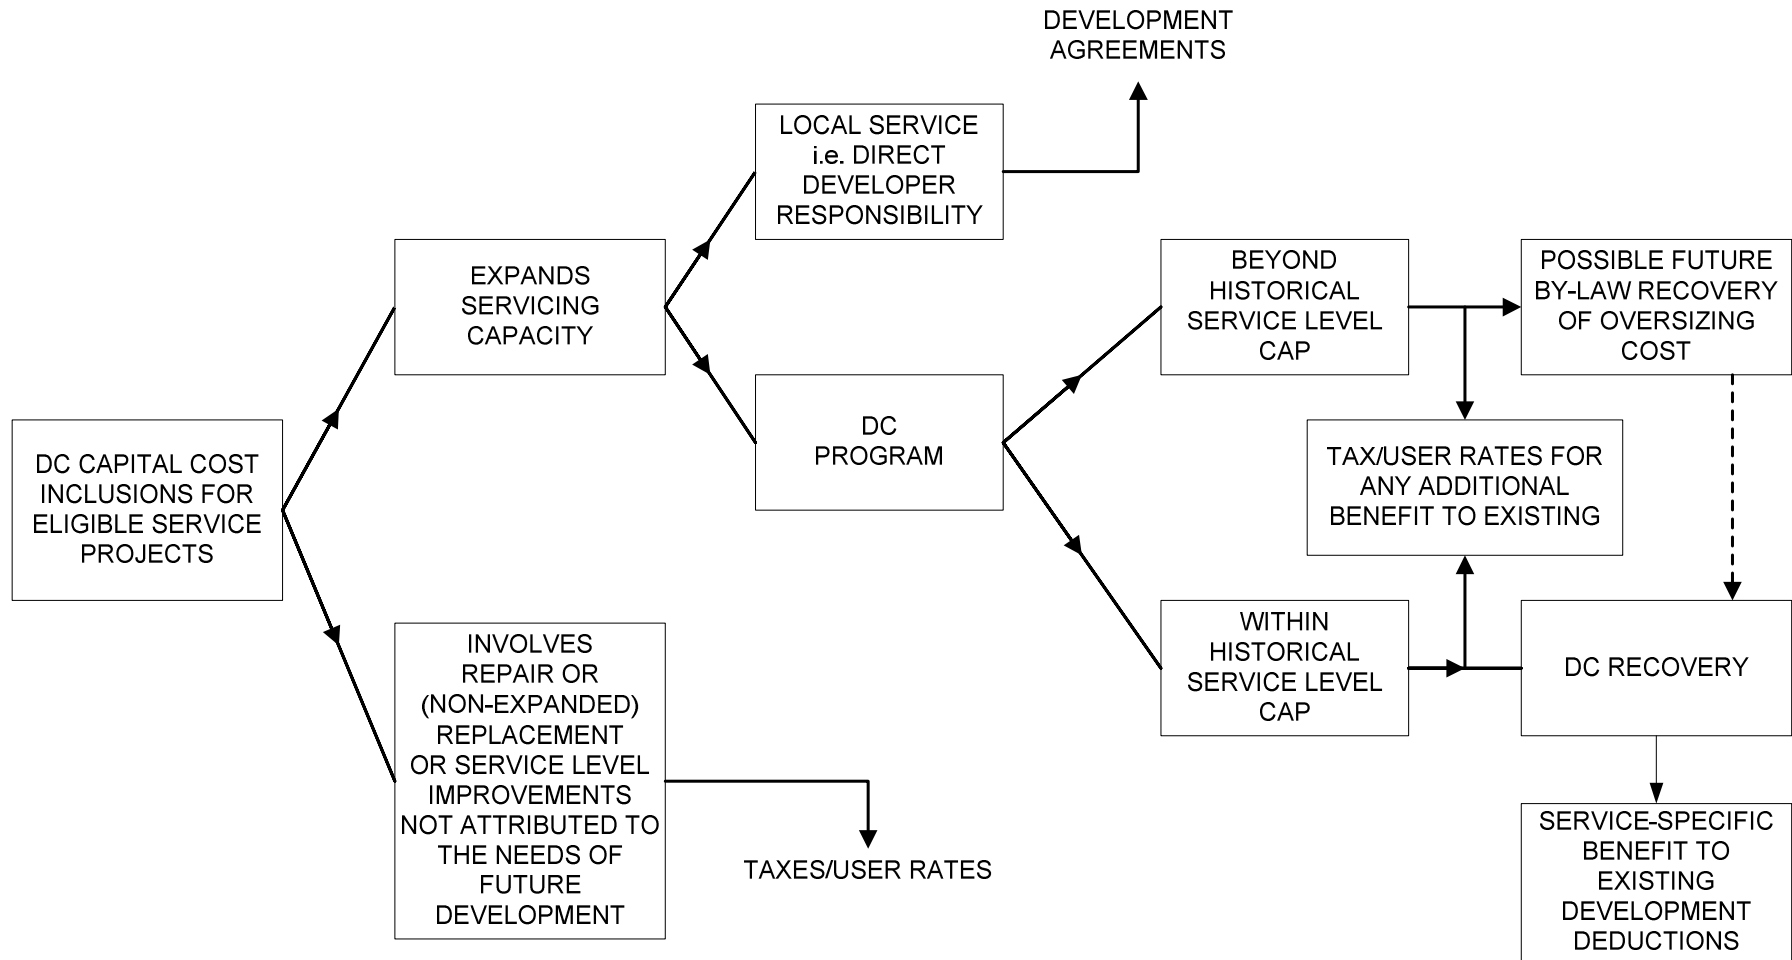 DEVELOPMENT
AGREEMENTS
LOCAL SERVICE
i.e. DIRECT
DEVELOPER
RESPONSIBILITY
EXPANDS
SERVICING
CAPACITY
BEYOND
HISTORICAL
SERVICE LEVEL
CAP
POSSIBLE FUTURE
BY-LAW RECOVERY
OF OVERSIZING
COST
DC
PROGRAM
TAX/USER RATES FOR
ANY ADDITIONAL
BENEFIT TO EXISTING
DC CAPITAL COST
INCLUSIONS FOR
ELIGIBLE SERVICE
PROJECTS
WITHIN
HISTORICAL
SERVICE LEVEL
CAP
DC RECOVERY
INVOLVES
REPAIR OR
(NON-EXPANDED)
REPLACEMENT
OR SERVICE LEVEL
IMPROVEMENTS
NOT ATTRIBUTED TO
THE NEEDS OF
FUTURE
DEVELOPMENT
TAXES/USER RATES
SERVICE-SPECIFIC
BENEFIT TO
EXISTING
DEVELOPMENT
DEDUCTIONS